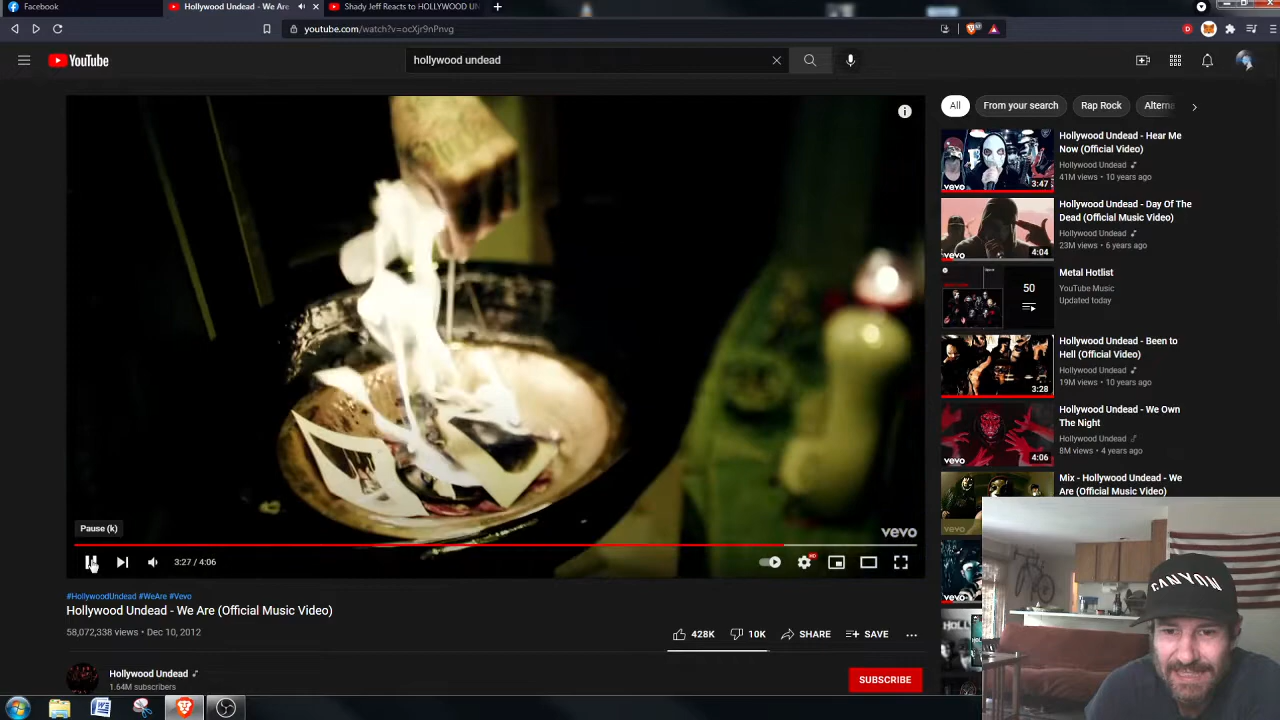 Facebook
Hollywood Undead - We Are
Shady Jeff Reacts to HOLLYWOOD UN
youtube.com/watch?v=ocXjr9nPnvg
YouTube
hollywood undead
All
From your search
Rap Rock
Alterna
Hollywood Undead - Hear Me
Now (Official Video)
Hollywood Undead
41M views • 10 years ago
vevo
3:47
Hollywood Undead - Day Of The
Dead (Official Music Video)
Hollywood Undead
23M views • 6 years ago
vevo
4:04
Metal Hotlist
YouTube Music
Updated today
50
Hollywood Undead - Been to
Hell (Official Video)
Hollywood Undead
19M views • 10 years ago
vevo
3:28
Hollywood Undead - We Own
The Night
Hollywood Undead
8M views • 4 years ago
vevo
4:06
Mix - Hollywood Undead - We
Are (Official Music Video)
vevo
Pause (k)
vevo
3:27 / 4:06
HD
#HollywoodUndead #WeAre #Vevo
Hollywood Undead - We Are (Official Music Video)
58,072,338 views • Dec 10, 2012
428K
10K
SHARE
SAVE
Hollywood Undead
1.64M subscribers
SUBSCRIBE
CANYON